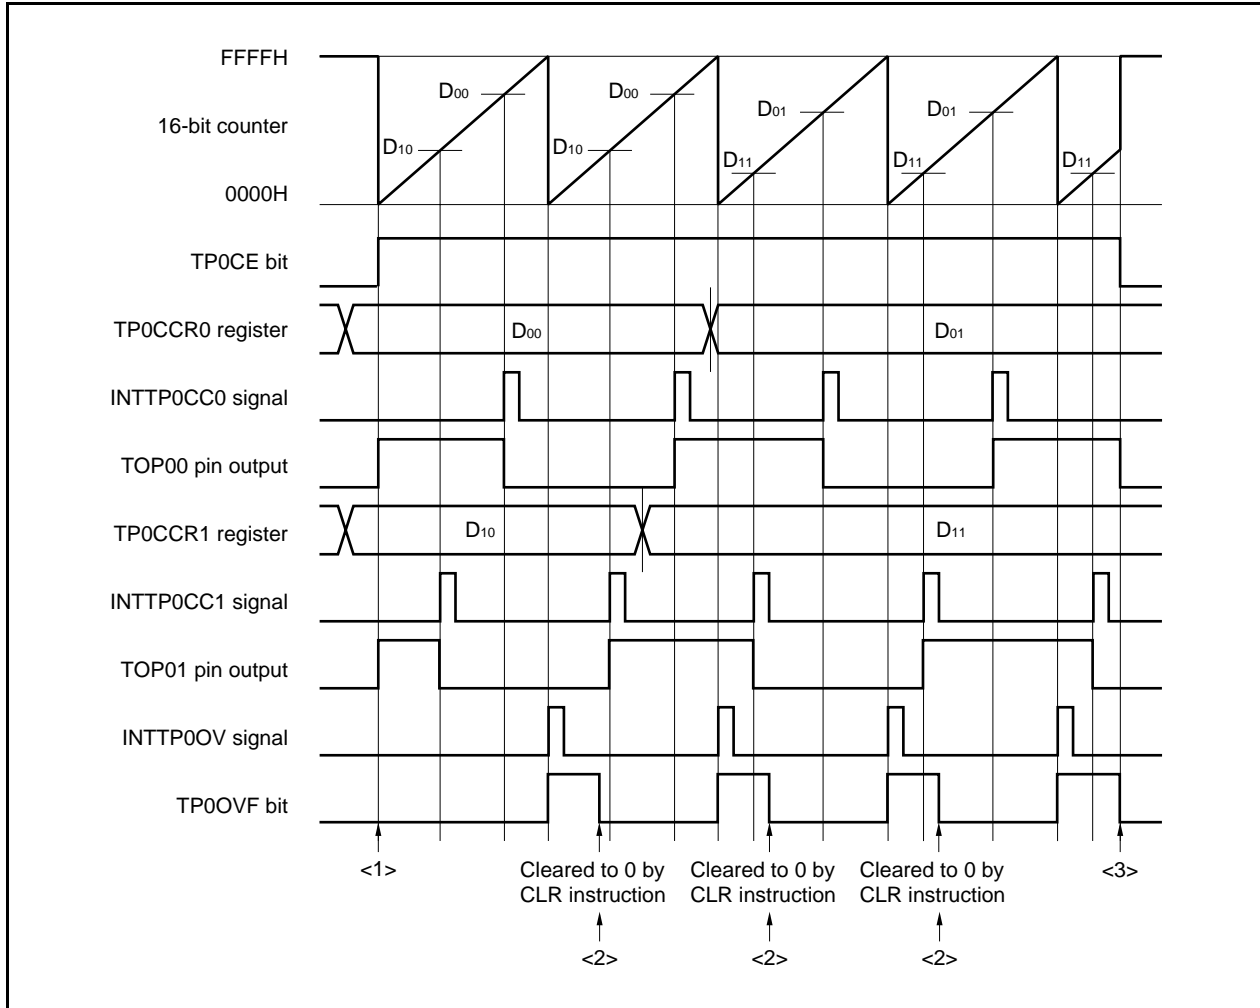 FFFFH
D00
D00
D01
D01
16-bit counter
D10
D10
D11
D11
D11
0000H
TP0CE bit
TP0CCR0 register
D00
D01
INTTP0CC0 signal
TOP00 pin output
TP0CCR1 register
D10
D11
INTTP0CC1 signal
TOP01 pin output
INTTP0OV signal
TP0OVF bit
<1>
Cleared to 0 by
CLR instruction
Cleared to 0 by
CLR instruction
Cleared to 0 by
CLR instruction
<3>
<2>
<2>
<2>